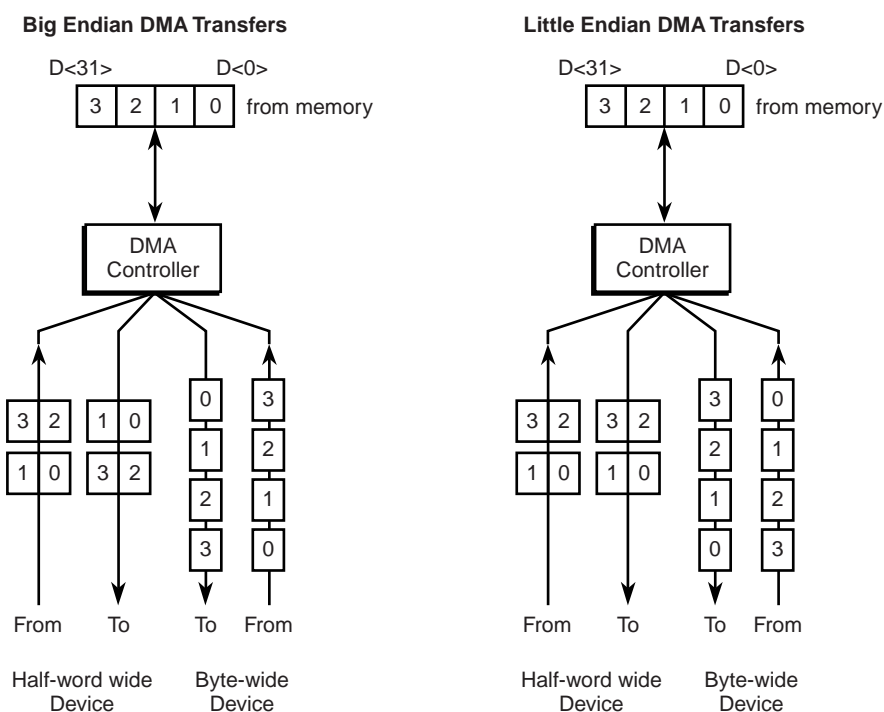 Big Endian DMA Transfers
D<31> D<0>
3 2 1 0 from memory
DMA
Controller
3 2
1 0
1 0
3 2
0
1
2
3
3
2
1
0
From To To From
Half-word wide
Device
Byte-wide
Device
Little Endian DMA Transfers
D<31> D<0>
3 2 1 0 from memory
DMA
Controller
3 2
1 0
3 2
1 0
3
2
1
0
0
1
2
3
From To To From
Half-word wide
Device
Byte-wide
Device